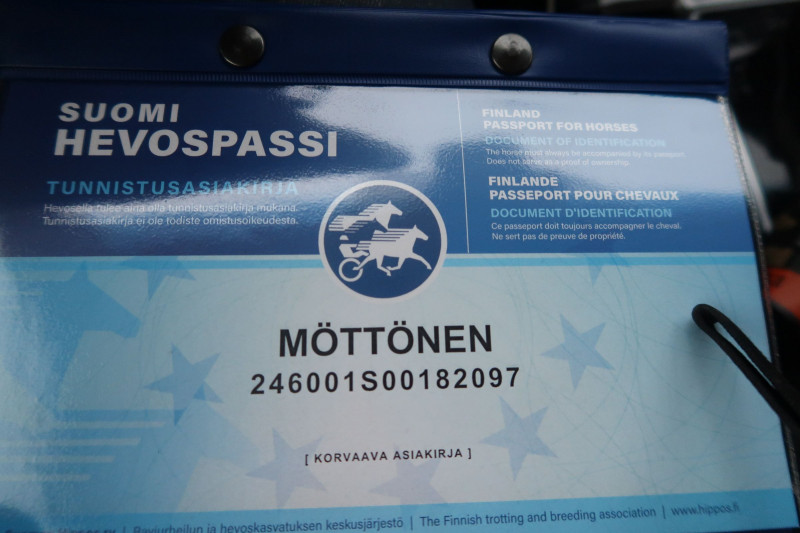 SUOMI
HEVOSPASSI
TUNNISTUSASIAKIRJA
Hevosella tulee aina olla tunnistusasiakirja mukana.
Tunnistusasiakirja ei ole todiste omistusoikeudesta.
FINLAND
PASSPORT FOR HORSES
DOCUMENT OF IDENTIFICATION
The horse must always be accompanied by its passport.
Does not serve as a proof of ownership.
FINLANDE
PASSEPORT POUR CHEVAUX
DOCUMENT D'IDENTIFICATION
Ce passeport doit toujours accompagner le cheval.
Ne sert pas de preuve de propriété.
MÖTTÖNEN
246001S00182097
[ KORVAAVA ASIAKIRJA ]
| Raviurheilun ja hevoskasvatuksen keskusjärjestö | The Finnish trotting and breeding association | www.hippos.fi